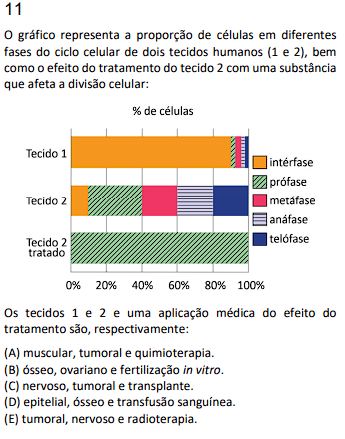 11
O gráfico representa a proporção de células em diferentes
fases do ciclo celular de dois tecidos humanos (1 e 2), bem
como o efeito do tratamento do tecido 2 com uma substância
que afeta a divisão celular:
% de células
Tecido 1
Tecido 2
Tecido 2
tratado
intérfase
prófase
metáfase
anáfase
telófase
0% 20% 40% 60% 80% 100%
Os tecidos 1 e 2 e uma aplicação médica do efeito do
tratamento são, respectivamente:
(A) muscular, tumoral e quimioterapia.
(B) ósseo, ovariano e fertilização in vitro.
(C) nervoso, tumoral e transplante.
(D) epitelial, ósseo e transfusão sanguínea.
(E) tumoral, nervoso e radioterapia.